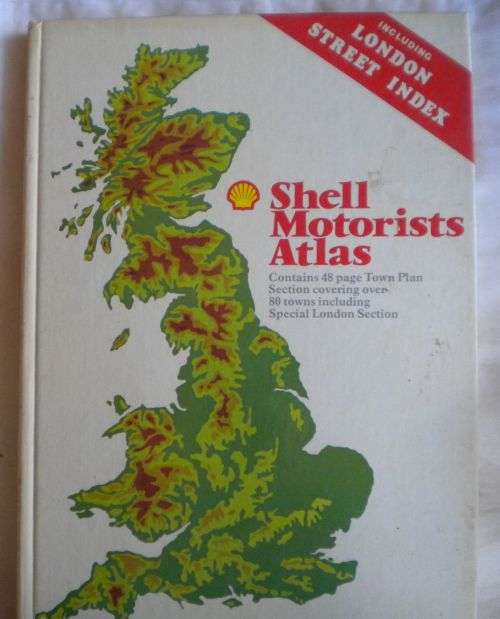 INCLUDING
LONDON
STREET INDEX
Shell
Motorists
Atlas
Contains 48 page Town Plan
Section covering over
80 towns including
Special London Section